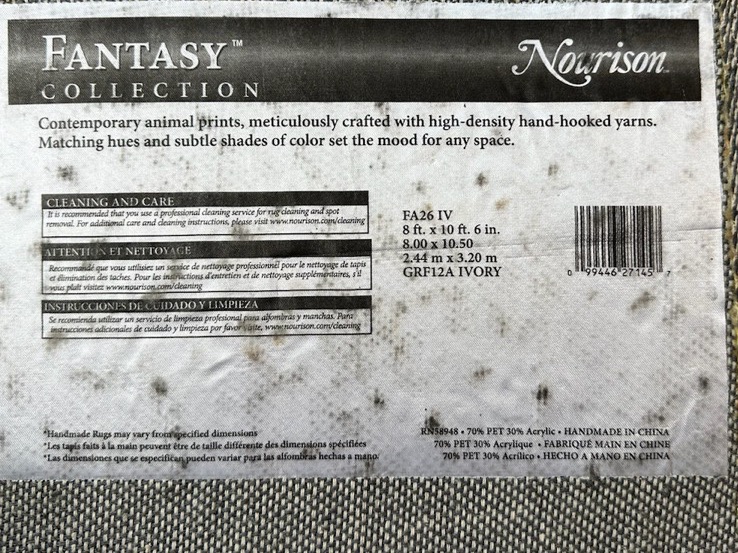 FANTASY™
COLLECTION
Nourison
Contemporary animal prints, meticulously crafted with high-density hand-hooked yarns.
Matching hues and subtle shades of color set the mood for any space.
CLEANING AND CARE
It is recommended that you use a professional cleaning service for rug cleaning and spot
removal. For additional care and cleaning instructions, please visit www.nourison.com/cleaning
ATTENTION ET NETTOYAGE
Recommandé que vous utilisiez un service de nettoyage professionnel pour le nettoyage de tapis
et élimination des taches. Pour les instructions d'entretien et de nettoyage supplémentaires, s'il
vous plaît visitez www.nourison.com/cleaning
INSTRUCCIONES DE CUIDADO Y LIMPIEZA
Se recomienda utilizar un servicio de limpieza profesional para alfombras y manchas. Para
instrucciones adicionales de cuidado y limpieza por favor visite, www.nourison.com/cleaning
FA26 IV
8 ft. x 10 ft. 6 in.
8.00 x 10.50
2.44 m x 3.20 m
GRF12A IVORY
0 99446 27145 7
*Handmade Rugs may vary from specified dimensions
*Les tapis faits à la main peuvent être de taille différente des dimensions spécifiées
*Las dimensiones que se especifican pueden variar para las alfombras hechas a mano.
RN58948 • 70% PET 30% Acrylic • HANDMADE IN CHINA
70% PET 30% Acrylique • FABRIQUÉ MAIN EN CHINE
70% PET 30% Acrílico • HECHO A MANO EN CHINA